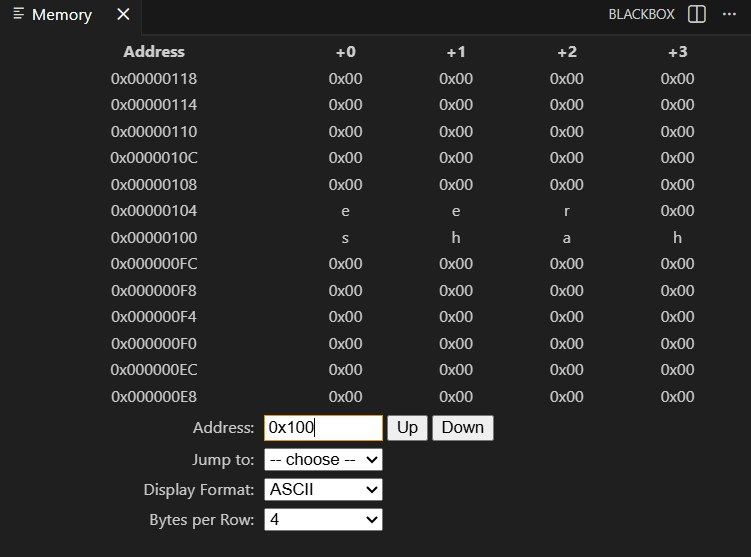 Memory BLACKBOX
Address +0 +1 +2 +3
0x00000118 0x00 0x00 0x00 0x00
0x00000114 0x00 0x00 0x00 0x00
0x00000110 0x00 0x00 0x00 0x00
0x0000010C 0x00 0x00 0x00 0x00
0x00000108 0x00 0x00 0x00 0x00
0x00000104 e e r 0x00
0x00000100 s h a h
0x000000FC 0x00 0x00 0x00 0x00
0x000000F8 0x00 0x00 0x00 0x00
0x000000F4 0x00 0x00 0x00 0x00
0x000000F0 0x00 0x00 0x00 0x00
0x000000EC 0x00 0x00 0x00 0x00
0x000000E8 0x00 0x00 0x00 0x00
Address: 0x100 Up Down
Jump to: -- choose --
Display Format: ASCII
Bytes per Row: 4